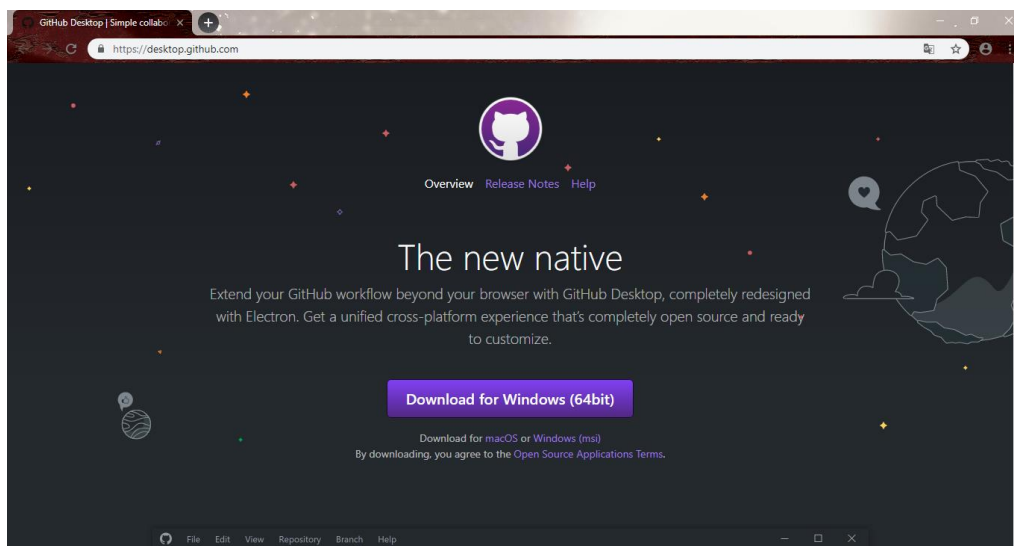 GitHub Desktop | Simple collabo
https://desktop.github.com
Overview Release Notes Help
The new native
Extend your GitHub workflow beyond your browser with GitHub Desktop, completely redesigned
with Electron. Get a unified cross-platform experience that's completely open source and ready
to customize.
Download for Windows (64bit)
Download for macOS or Windows (msi)
By downloading, you agree to the Open Source Applications Terms.
File Edit View Repository Branch Help